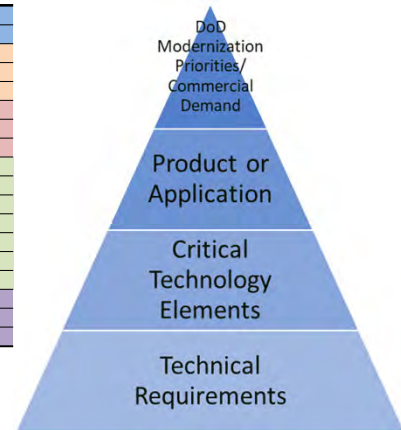 DoD
Modernization
Priorities/
Commercial
Demand
Product or
Application
Critical
Technology
Elements
Technical
Requirements